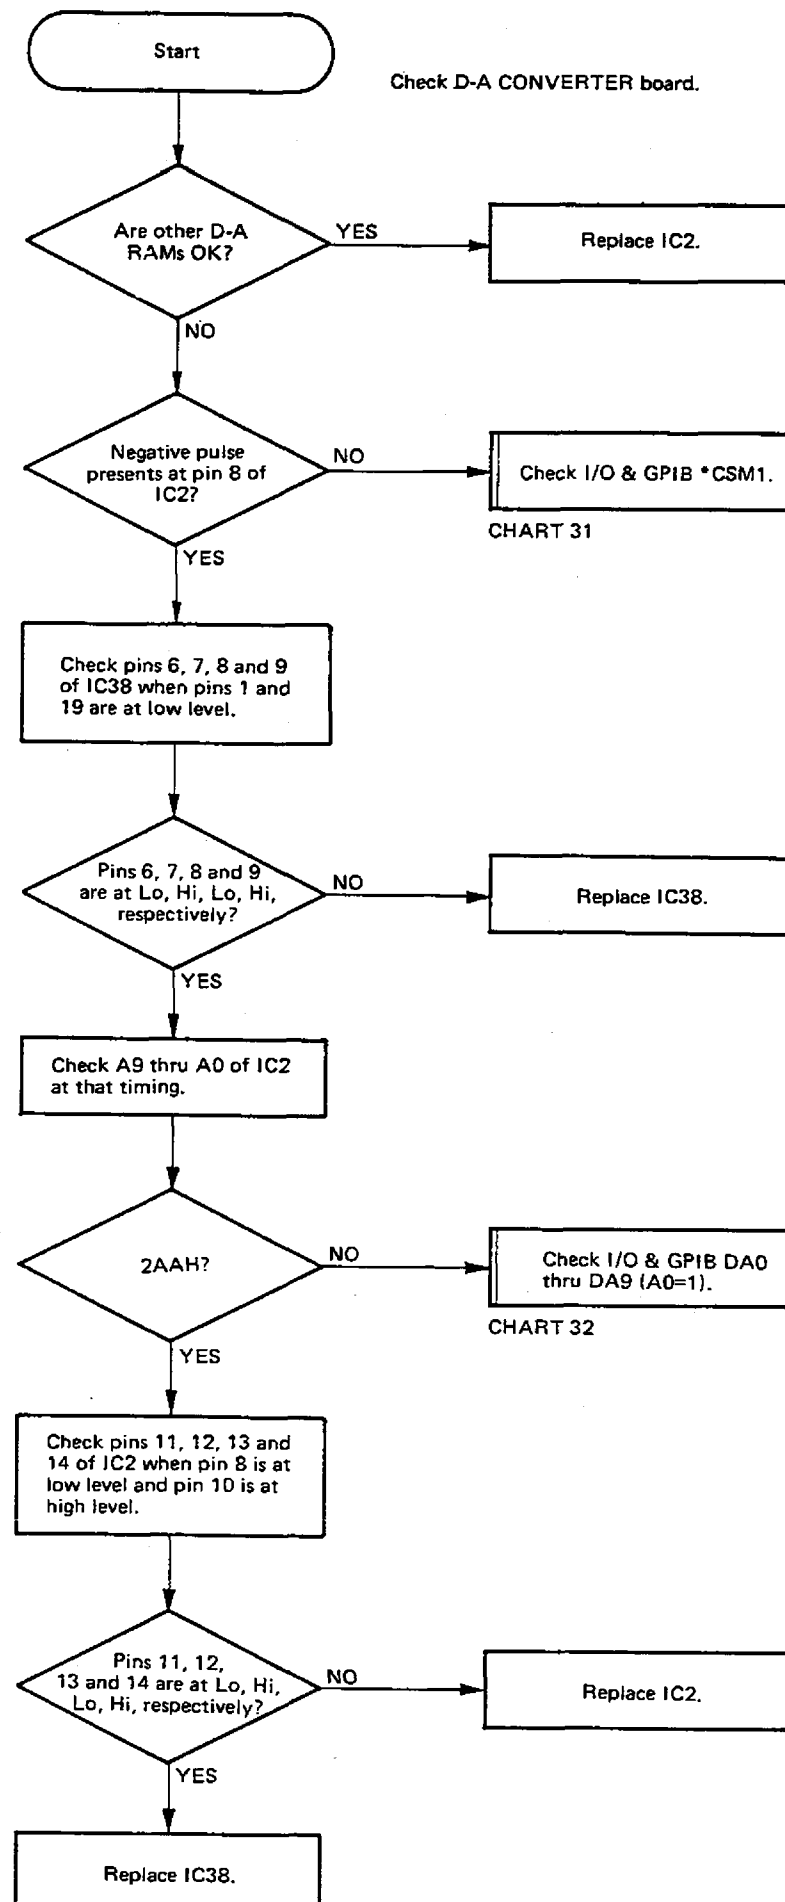 Start
Check D-A CONVERTER board.
Are other D-A
RAMs OK?
YES
Replace IC2.
NO
Negative pulse
presents at pin 8 of
IC2?
NO
Check I/O & GPIB *CSM1.
CHART 31
YES
Check pins 6, 7, 8 and 9
of IC38 when pins 1 and
19 are at low level.
Pins 6, 7, 8 and 9
are at Lo, Hi, Lo, Hi,
respectively?
NO
Replace IC38.
YES
Check A9 thru A0 of IC2
at that timing.
2AAH?
NO
Check I/O & GPIB DA0
thru DA9 (A0=1).
CHART 32
YES
Check pins 11, 12, 13 and
14 of IC2 when pin 8 is at
low level and pin 10 is at
high level.
Pins 11, 12,
13 and 14 are at Lo, Hi,
Lo, Hi, respectively?
NO
Replace IC2.
YES
Replace IC38.